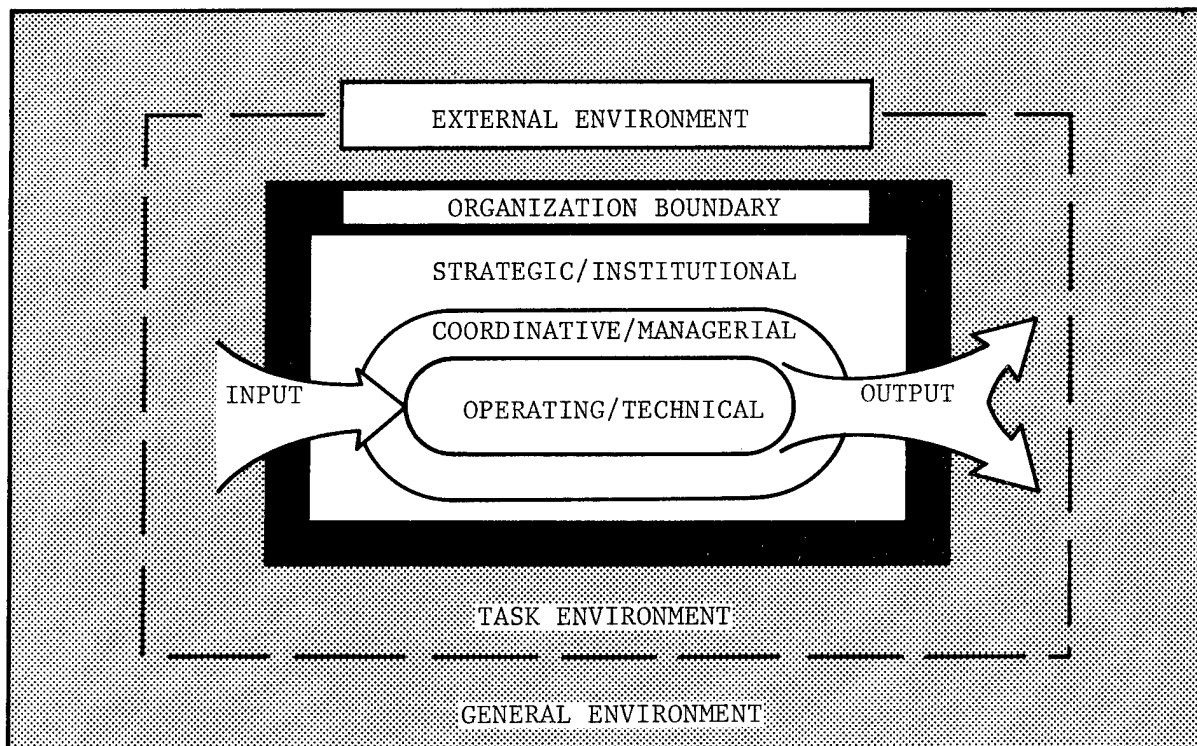 EXTERNAL ENVIRONMENT
ORGANIZATION BOUNDARY
STRATEGIC/INSTITUTIONAL
COORDINATIVE/MANAGERIAL
INPUT
OPERATING/TECHNICAL
OUTPUT
TASK ENVIRONMENT
GENERAL ENVIRONMENT